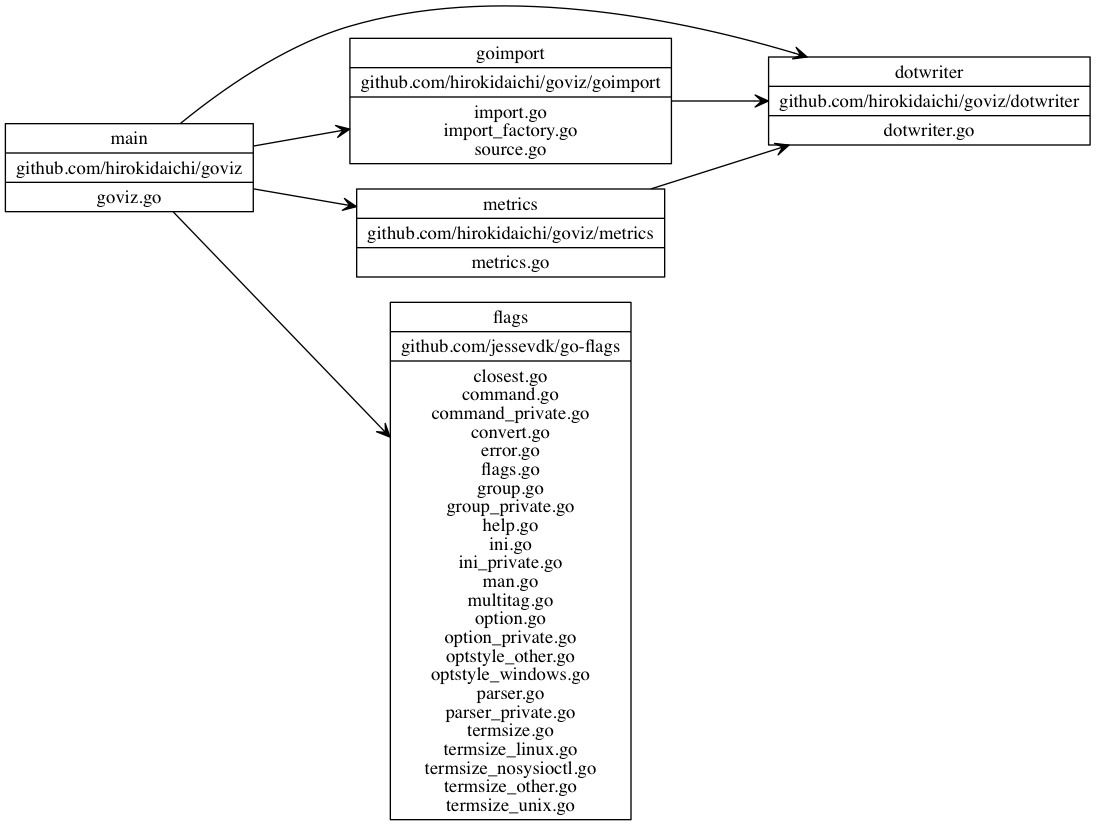 main
github.com/hirokidaichi/goviz
goviz.go
goimport
github.com/hirokidaichi/goviz/goimport
import.go
import_factory.go
source.go
metrics
github.com/hirokidaichi/goviz/metrics
metrics.go
flags
github.com/jessevdk/go-flags
closest.go
command.go
command_private.go
convert.go
error.go
flags.go
group.go
group_private.go
help.go
ini.go
ini_private.go
man.go
multitag.go
option.go
option_private.go
optstyle_other.go
optstyle_windows.go
parser.go
parser_private.go
termsize.go
termsize_linux.go
termsize_nosysioctl.go
termsize_other.go
termsize_unix.go
dotwriter
github.com/hirokidaichi/goviz/dotwriter
dotwriter.go